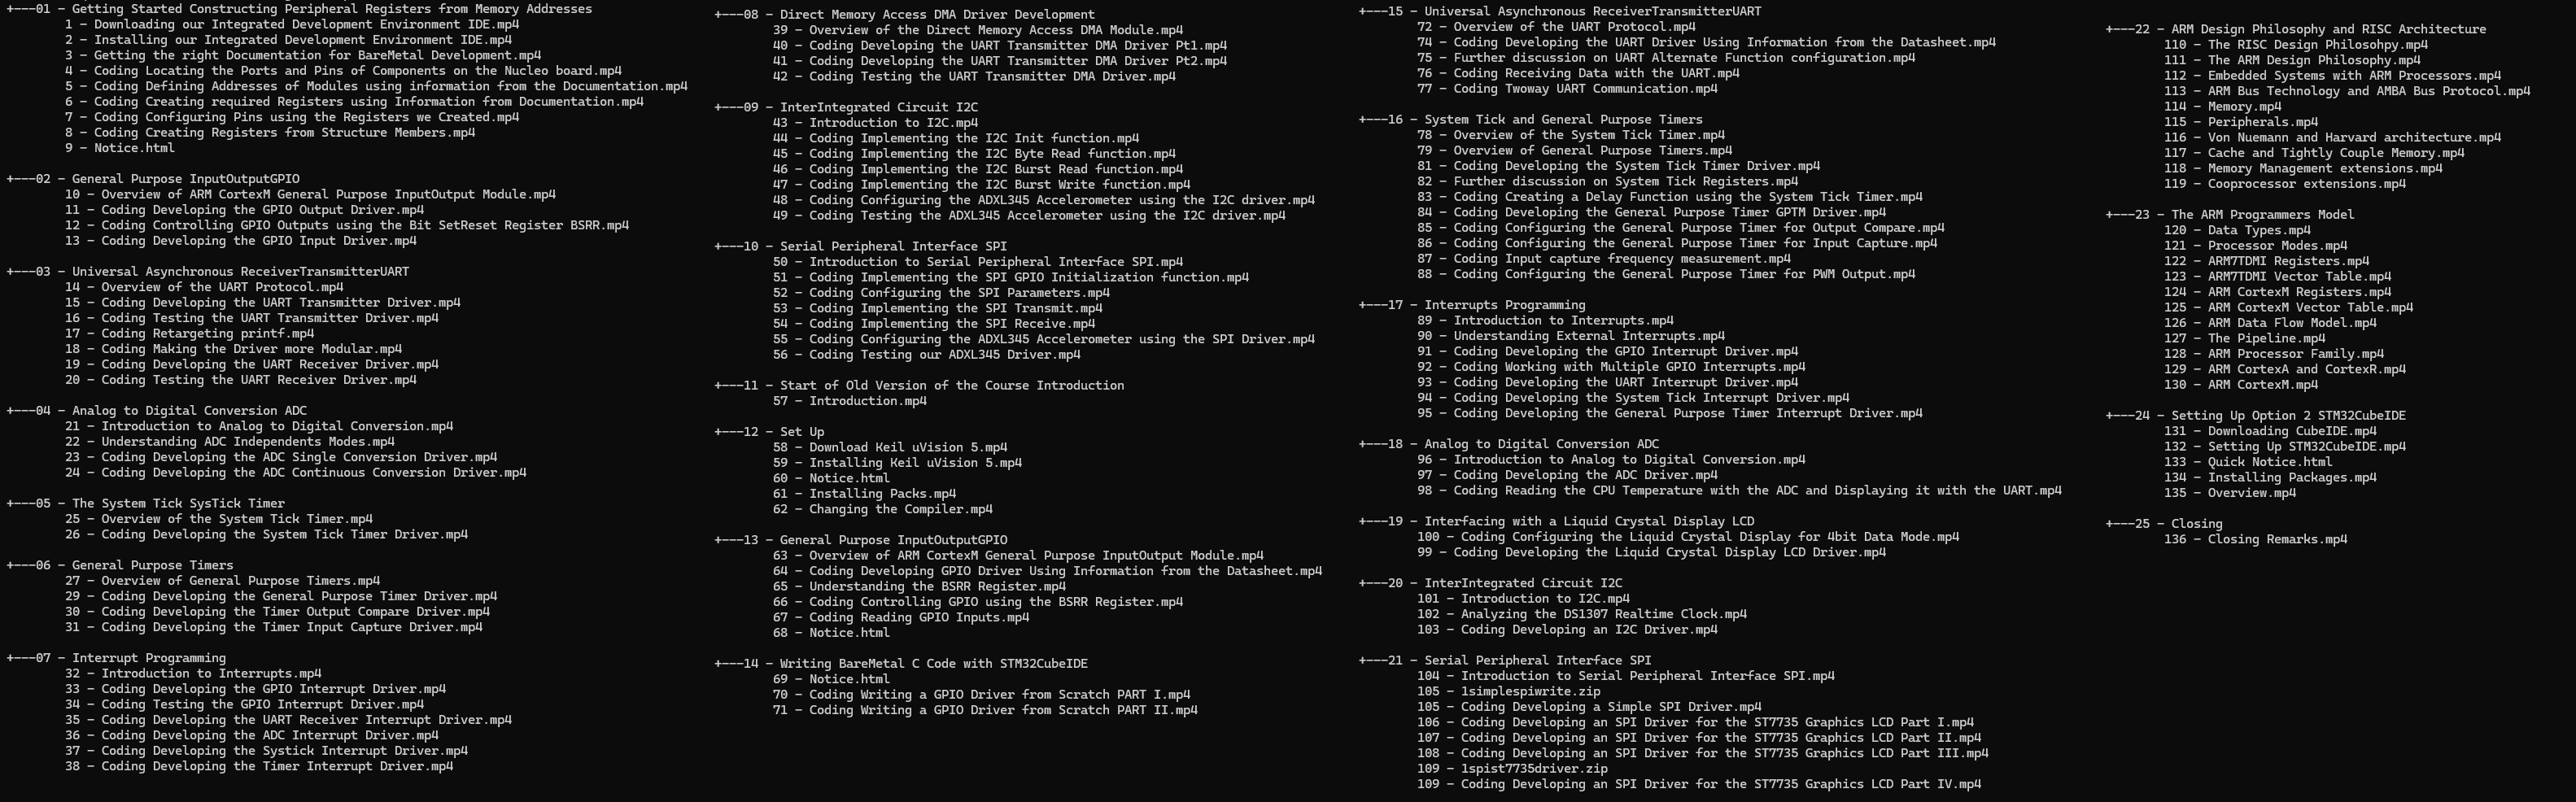 +---01 - Getting Started Constructing Peripheral Registers from Memory Addresses
1 - Downloading our Integrated Development Environment IDE.mp4
2 - Installing our Integrated Development Environment IDE.mp4
3 - Getting the right Documentation for BareMetal Development.mp4
4 - Coding Locating the Ports and Pins of Components on the Nucleo board.mp4
5 - Coding Defining Addresses of Modules using information from the Documentation.mp4
6 - Coding Creating required Registers using Information from Documentation.mp4
7 - Coding Configuring Pins using the Registers we Created.mp4
8 - Coding Creating Registers from Structure Members.mp4
9 - Notice.html
+---02 - General Purpose InputOutputGPIO
10 - Overview of ARM CortexM General Purpose InputOutput Module.mp4
11 - Coding Developing the GPIO Output Driver.mp4
12 - Coding Controlling GPIO Outputs using the Bit SetReset Register BSRR.mp4
13 - Coding Developing the GPIO Input Driver.mp4
+---03 - Universal Asynchronous ReceiverTransmitterUART
14 - Overview of the UART Protocol.mp4
15 - Coding Developing the UART Transmitter Driver.mp4
16 - Coding Testing the UART Transmitter Driver.mp4
17 - Coding Retargeting printf.mp4
18 - Coding Making the Driver more Modular.mp4
19 - Coding Developing the UART Receiver Driver.mp4
20 - Coding Testing the UART Receiver Driver.mp4
+---04 - Analog to Digital Conversion ADC
21 - Introduction to Analog to Digital Conversion.mp4
22 - Understanding ADC Independents Modes.mp4
23 - Coding Developing the ADC Single Conversion Driver.mp4
24 - Coding Developing the ADC Continuous Conversion Driver.mp4
+---05 - The System Tick SysTick Timer
25 - Overview of the System Tick Timer.mp4
26 - Coding Developing the System Tick Timer Driver.mp4
+---06 - General Purpose Timers
27 - Overview of General Purpose Timers.mp4
29 - Coding Developing the General Purpose Timer Driver.mp4
30 - Coding Developing the Timer Output Compare Driver.mp4
31 - Coding Developing the Timer Input Capture Driver.mp4
+---07 - Interrupt Programming
32 - Introduction to Interrupts.mp4
33 - Coding Developing the GPIO Interrupt Driver.mp4
34 - Coding Testing the GPIO Interrupt Driver.mp4
35 - Coding Developing the UART Receiver Interrupt Driver.mp4
36 - Coding Developing the ADC Interrupt Driver.mp4
37 - Coding Developing the Systick Interrupt Driver.mp4
38 - Coding Developing the Timer Interrupt Driver.mp4
+---08 - Direct Memory Access DMA Driver Development
39 - Overview of the Direct Memory Access DMA Module.mp4
40 - Coding Developing the UART Transmitter DMA Driver Pt1.mp4
41 - Coding Developing the UART Transmitter DMA Driver Pt2.mp4
42 - Coding Testing the UART Transmitter DMA Driver.mp4
+---09 - InterIntegrated Circuit I2C
43 - Introduction to I2C.mp4
44 - Coding Implementing the I2C Init function.mp4
45 - Coding Implementing the I2C Byte Read function.mp4
46 - Coding Implementing the I2C Burst Read function.mp4
47 - Coding Implementing the I2C Burst Write function.mp4
48 - Coding Configuring the ADXL345 Accelerometer using the I2C driver.mp4
49 - Coding Testing the ADXL345 Accelerometer using the I2C driver.mp4
+---10 - Serial Peripheral Interface SPI
50 - Introduction to Serial Peripheral Interface SPI.mp4
51 - Coding Implementing the SPI GPIO Initialization function.mp4
52 - Coding Configuring the SPI Parameters.mp4
53 - Coding Implementing the SPI Transmit.mp4
54 - Coding Implementing the SPI Receive.mp4
55 - Coding Configuring the ADXL345 Accelerometer using the SPI Driver.mp4
56 - Coding Testing our ADXL345 Driver.mp4
+---11 - Start of Old Version of the Course Introduction
57 - Introduction.mp4
+---12 - Set Up
58 - Download Keil uVision 5.mp4
59 - Installing Keil uVision 5.mp4
60 - Notice.html
61 - Installing Packs.mp4
62 - Changing the Compiler.mp4
+---13 - General Purpose InputOutputGPIO
63 - Overview of ARM CortexM General Purpose InputOutput Module.mp4
64 - Coding Developing GPIO Driver Using Information from the Datasheet.mp4
65 - Understanding the BSRR Register.mp4
66 - Coding Controlling GPIO using the BSRR Register.mp4
67 - Coding Reading GPIO Inputs.mp4
68 - Notice.html
+---14 - Writing BareMetal C Code with STM32CubeIDE
69 - Notice.html
70 - Coding Writing a GPIO Driver from Scratch PART I.mp4
71 - Coding Writing a GPIO Driver from Scratch PART II.mp4
+---15 - Universal Asynchronous ReceiverTransmitterUART
72 - Overview of the UART Protocol.mp4
74 - Coding Developing the UART Driver Using Information from the Datasheet.mp4
75 - Further discussion on UART Alternate Function configuration.mp4
76 - Coding Receiving Data with the UART.mp4
77 - Coding Twoway UART Communication.mp4
+---16 - System Tick and General Purpose Timers
78 - Overview of the System Tick Timer.mp4
79 - Overview of General Purpose Timers.mp4
81 - Coding Developing the System Tick Timer Driver.mp4
82 - Further discussion on System Tick Registers.mp4
83 - Coding Creating a Delay Function using the System Tick Timer.mp4
84 - Coding Developing the General Purpose Timer GPTM Driver.mp4
85 - Coding Configuring the General Purpose Timer for Output Compare.mp4
86 - Coding Configuring the General Purpose Timer for Input Capture.mp4
87 - Coding Input capture frequency measurement.mp4
88 - Coding Configuring the General Purpose Timer for PWM Output.mp4
+---17 - Interrupts Programming
89 - Introduction to Interrupts.mp4
90 - Understanding External Interrupts.mp4
91 - Coding Developing the GPIO Interrupt Driver.mp4
92 - Coding Working with Multiple GPIO Interrupts.mp4
93 - Coding Developing the UART Interrupt Driver.mp4
94 - Coding Developing the System Tick Interrupt Driver.mp4
95 - Coding Developing the General Purpose Timer Interrupt Driver.mp4
+---18 - Analog to Digital Conversion ADC
96 - Introduction to Analog to Digital Conversion.mp4
97 - Coding Developing the ADC Driver.mp4
98 - Coding Reading the CPU Temperature with the ADC and Displaying it with the UART.mp4
+---19 - Interfacing with a Liquid Crystal Display LCD
100 - Coding Configuring the Liquid Crystal Display for 4bit Data Mode.mp4
99 - Coding Developing the Liquid Crystal Display LCD Driver.mp4
+---20 - InterIntegrated Circuit I2C
101 - Introduction to I2C.mp4
102 - Analyzing the DS1307 Realtime Clock.mp4
103 - Coding Developing an I2C Driver.mp4
+---21 - Serial Peripheral Interface SPI
104 - Introduction to Serial Peripheral Interface SPI.mp4
105 - 1simplespiwrite.zip
105 - Coding Developing a Simple SPI Driver.mp4
106 - Coding Developing an SPI Driver for the ST7735 Graphics LCD Part I.mp4
107 - Coding Developing an SPI Driver for the ST7735 Graphics LCD Part II.mp4
108 - Coding Developing an SPI Driver for the ST7735 Graphics LCD Part III.mp4
109 - 1spist7735driver.zip
109 - Coding Developing an SPI Driver for the ST7735 Graphics LCD Part IV.mp4
+---22 - ARM Design Philosophy and RISC Architecture
110 - The RISC Design Philosohpy.mp4
111 - The ARM Design Philosophy.mp4
112 - Embedded Systems with ARM Processors.mp4
113 - ARM Bus Technology and AMBA Bus Protocol.mp4
114 - Memory.mp4
115 - Peripherals.mp4
116 - Von Nuemann and Harvard architecture.mp4
117 - Cache and Tightly Couple Memory.mp4
118 - Memory Management extensions.mp4
119 - Cooprocessor extensions.mp4
+---23 - The ARM Programmers Model
120 - Data Types.mp4
121 - Processor Modes.mp4
122 - ARM7TDMI Registers.mp4
123 - ARM7TDMI Vector Table.mp4
124 - ARM CortexM Registers.mp4
125 - ARM CortexM Vector Table.mp4
126 - ARM Data Flow Model.mp4
127 - The Pipeline.mp4
128 - ARM Processor Family.mp4
129 - ARM CortexA and CortexR.mp4
130 - ARM CortexM.mp4
+---24 - Setting Up Option 2 STM32CubeIDE
131 - Downloading CubeIDE.mp4
132 - Setting Up STM32CubeIDE.mp4
133 - Quick Notice.html
134 - Installing Packages.mp4
135 - Overview.mp4
+---25 - Closing
136 - Closing Remarks.mp4